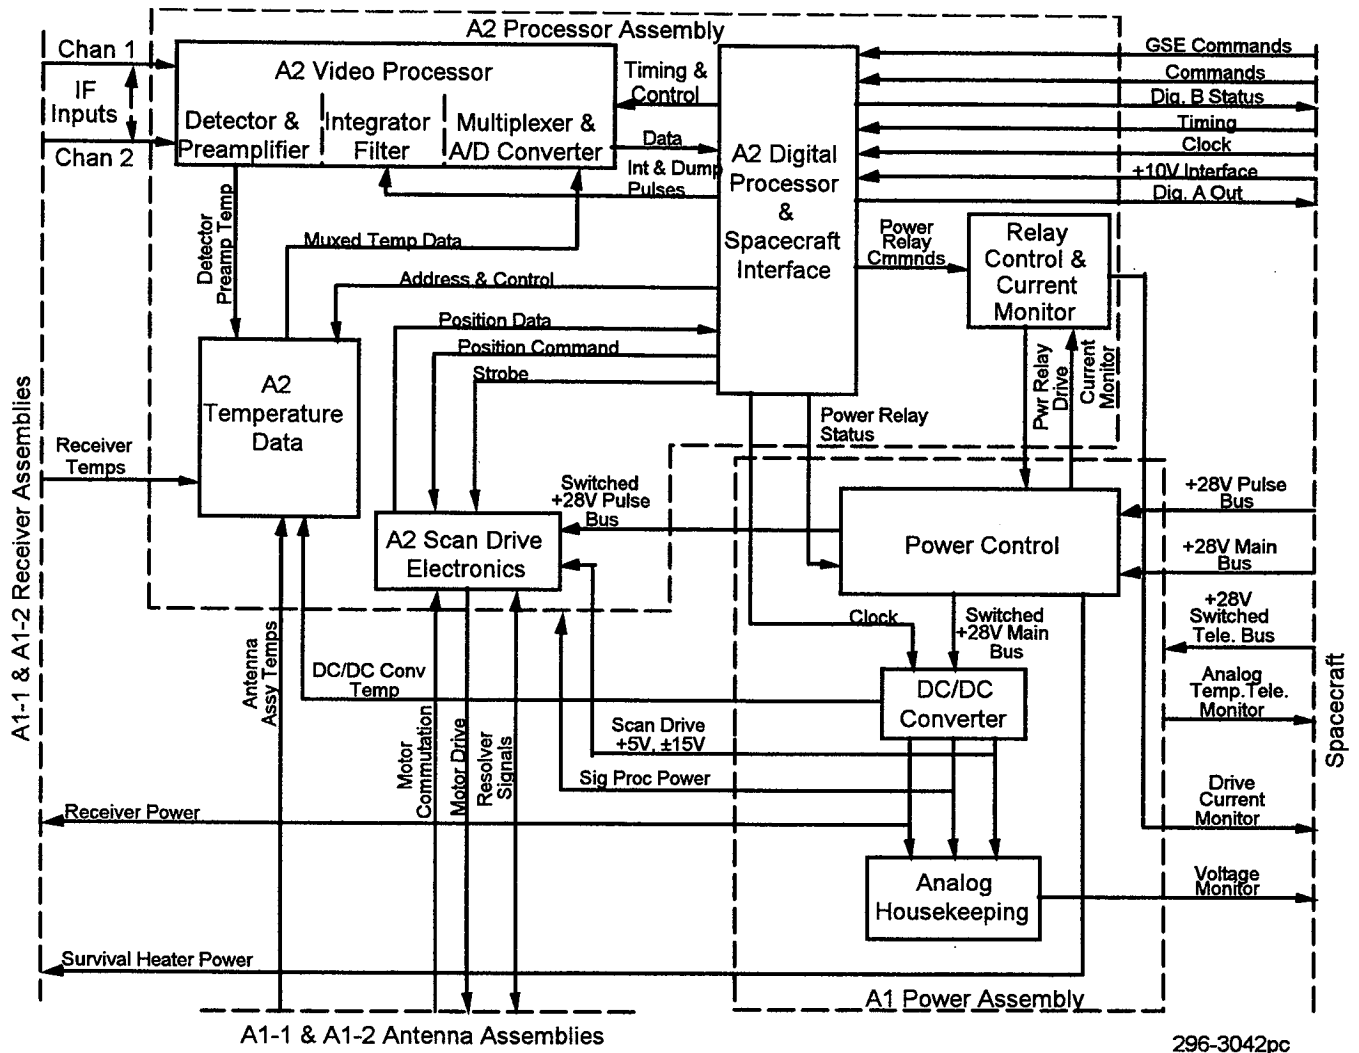 A2 Processor Assembly
Chan 1
IF
Inputs
Chan 2
A2 Video Processor
Detector &
Preamplifier
Integrator
Filter
Multiplexer &
A/D Converter
Timing &
Control
Data
Int & Dump
Pulses
A2 Digital
Processor
&
Spacecraft
Interface
GSE Commands
Commands
Dig. B Status
Timing
Clock
+10V Interface
Dig. A Out
Power
Relay
Cmmnds
Relay
Control &
Current
Monitor
Detector
Preamp Temp
Muxed Temp Data
Address & Control
Position Data
Position Command
Strobe
A2
Temperature
Data
Receiver
Temps
A1-1 & A1-2 Receiver Assemblies
Pwr Relay
Drive
Current
Monitor
Power Relay
Status
Switched
+28V Pulse
Bus
A2 Scan Drive
Electronics
Power Control
+28V Pulse
Bus
+28V Main
Bus
+28V
Switched
Tele. Bus
Analog
Temp.Tele.
Monitor
Spacecraft
Clock
Switched
+28V Main
Bus
Antenna
Assy Temps
DC/DC Conv
Temp
DC/DC
Converter
Motor
Commutation
Motor Drive
Resolver
Signals
Scan Drive
+5V, ±15V
Sig Proc Power
Receiver Power
Drive
Current
Monitor
Analog
Housekeeping
Voltage
Monitor
Survival Heater Power
A1 Power Assembly
A1-1 & A1-2 Antenna Assemblies
296-3042pc